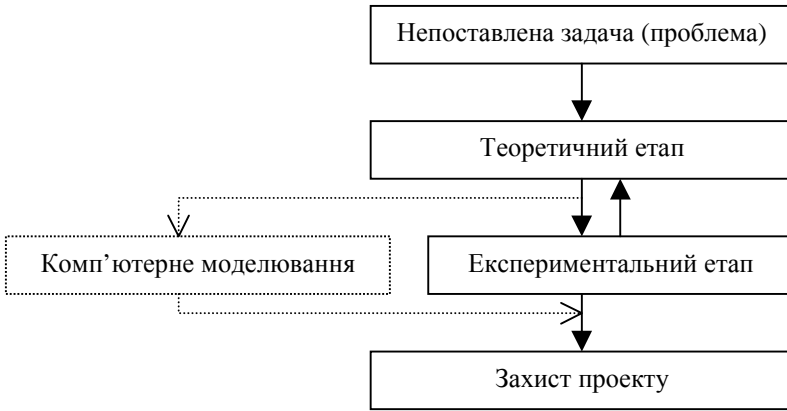 Непоставлена задача (проблема)
Теоретичний етап
Комп’ютерне моделювання
Експериментальний етап
Захист проекту